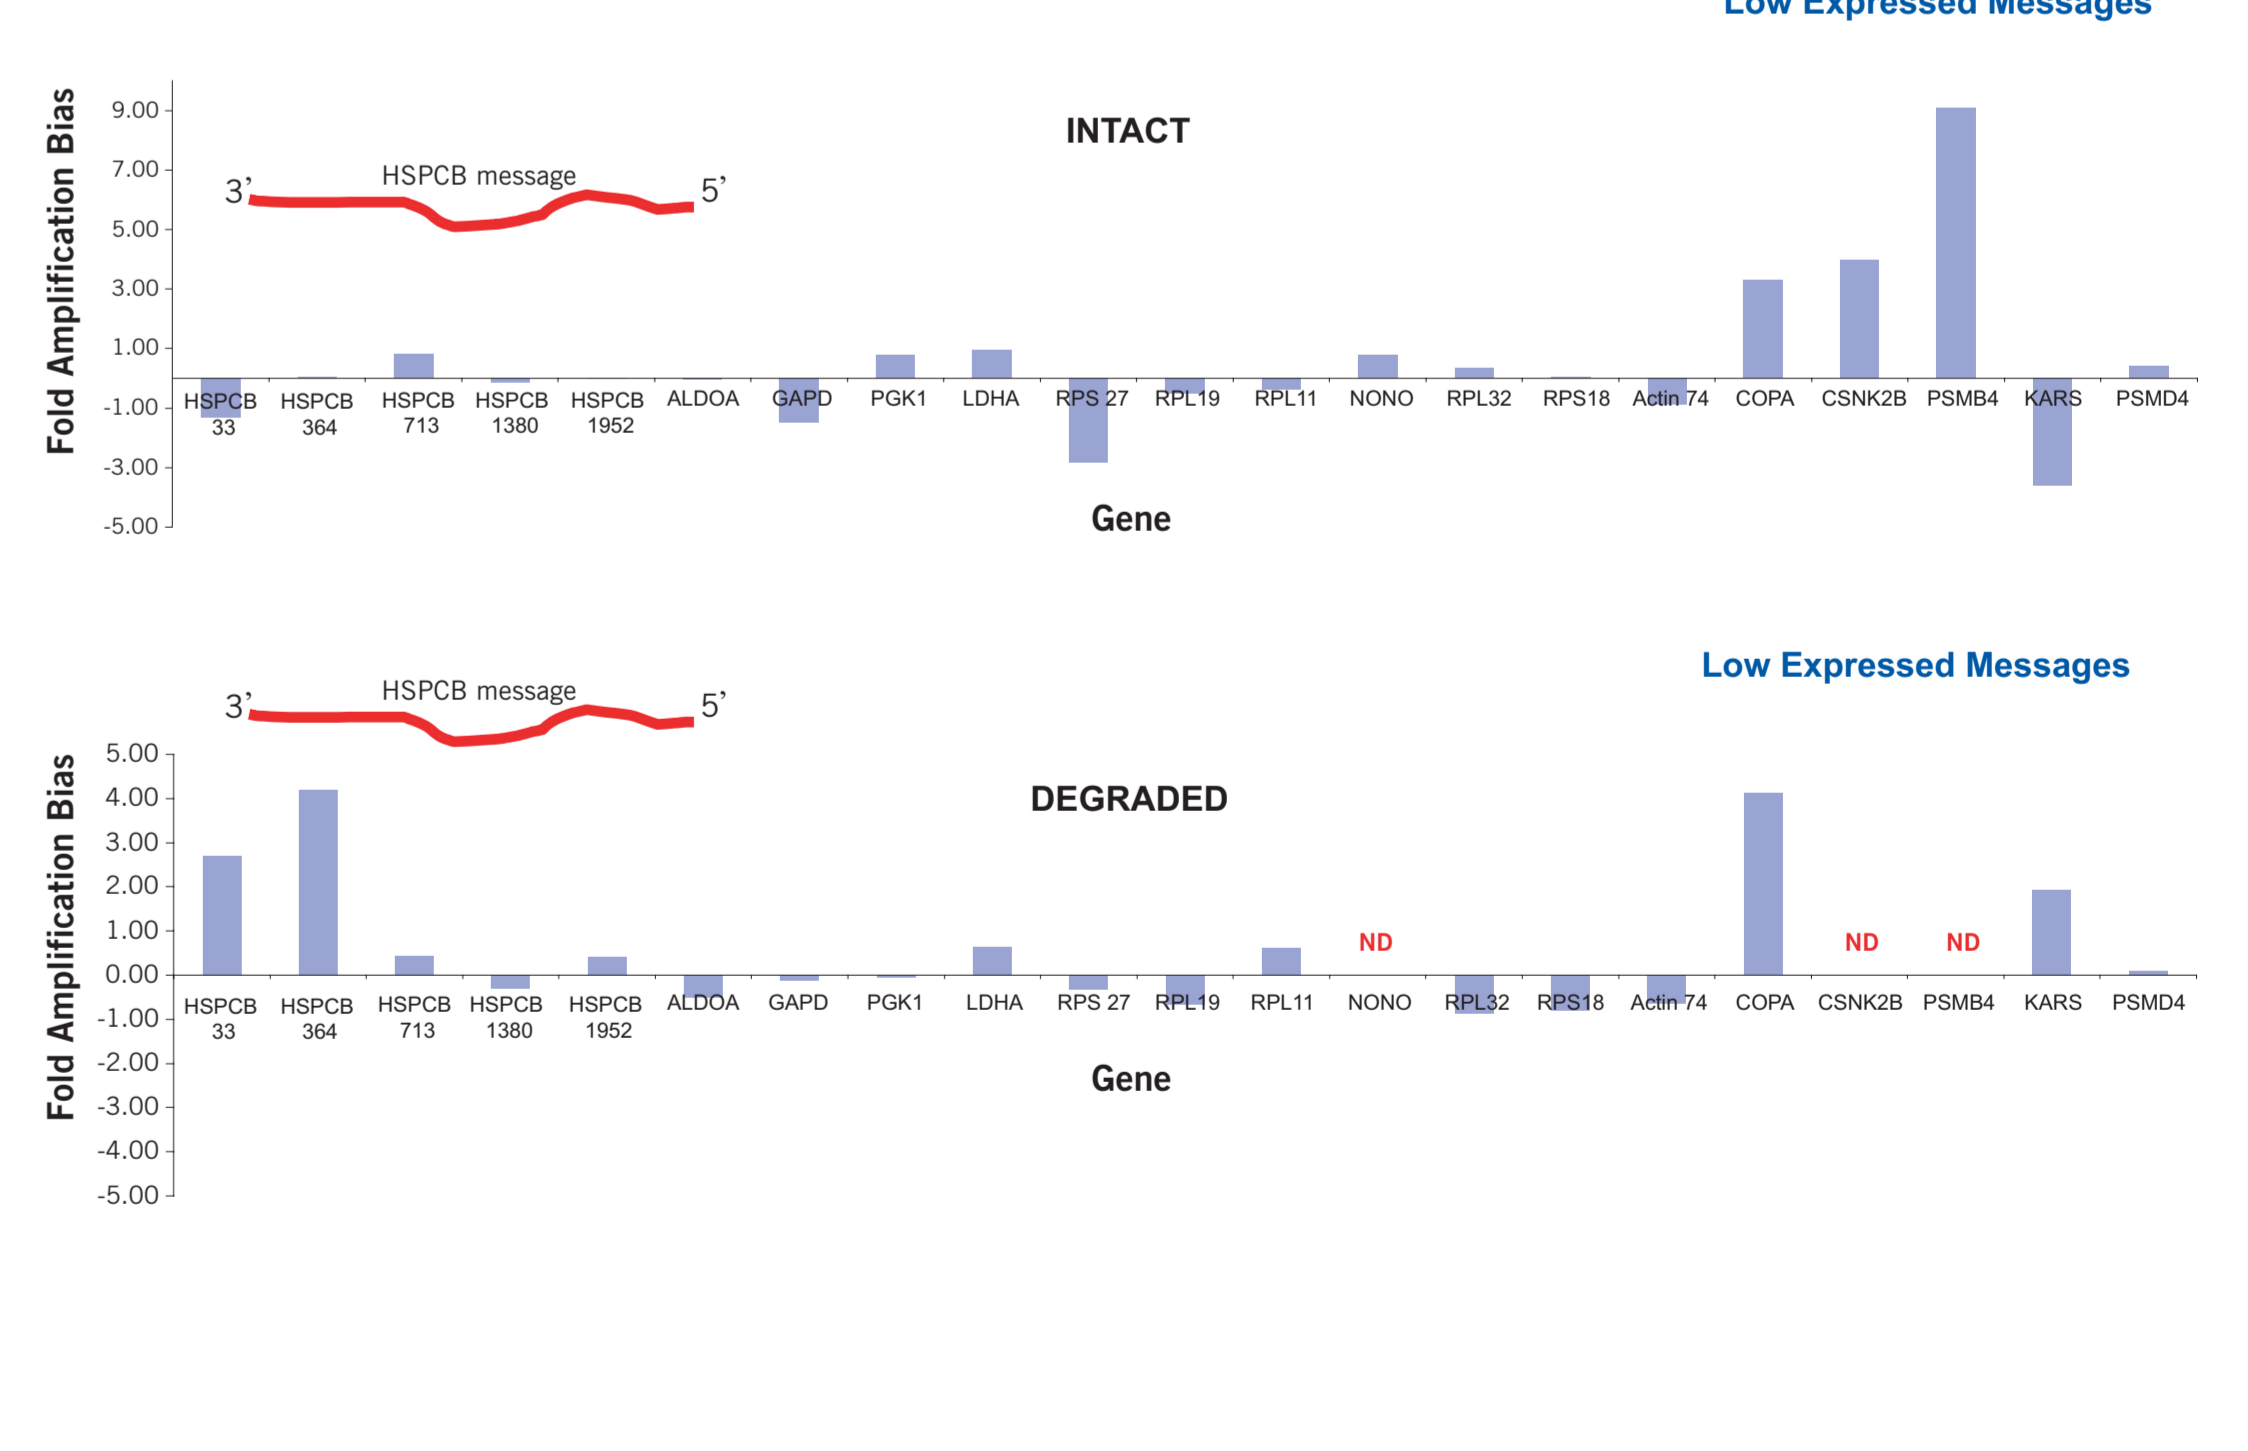 Low Expressed Messages
Fold Amplification Bias
9.00
7.00
5.00
3.00
1.00
-1.00
-3.00
-5.00
INTACT
HSPCB message
3’
5’
HSPCB 33
HSPCB 364
HSPCB 713
HSPCB 1380
HSPCB 1952
ALDOA
GAPD
PGK1
LDHA
RPS 27
RPL19
RPL11
NONO
RPL32
RPS18
Actin 74
COPA
CSNK2B
PSMB4
KARS
PSMD4
Gene
Low Expressed Messages
HSPCB message
3’
5’
Fold Amplification Bias
5.00
4.00
3.00
2.00
1.00
0.00
-1.00
-2.00
-3.00
-4.00
-5.00
DEGRADED
ND
ND
ND
HSPCB 33
HSPCB 364
HSPCB 713
HSPCB 1380
HSPCB 1952
ALDOA
GAPD
PGK1
LDHA
RPS 27
RPL19
RPL11
NONO
RPL32
RPS18
Actin 74
COPA
CSNK2B
PSMB4
KARS
PSMD4
Gene